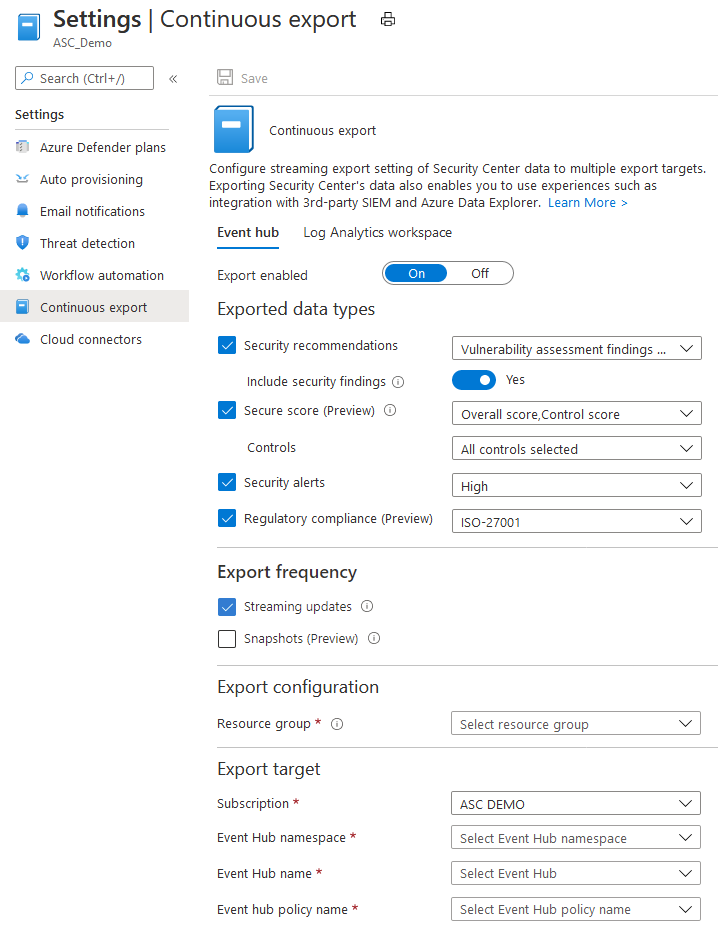 Settings | Continuous export
ASC_Demo
Search (Ctrl+/)
«
Settings
Azure Defender plans
Auto provisioning
Email notifications
Threat detection
Workflow automation
Continuous export
Cloud connectors
Save
Continuous export
Configure streaming export setting of Security Center data to multiple export targets.
Exporting Security Center's data also enables you to use experiences such as
integration with 3rd-party SIEM and Azure Data Explorer. Learn More >
Event hub Log Analytics workspace
Export enabled On Off
Exported data types
Security recommendations Vulnerability assessment findings ...
Include security findings Yes
Secure score (Preview) Overall score,Control score
Controls All controls selected
Security alerts High
Regulatory compliance (Preview) ISO-27001
Export frequency
Streaming updates
Snapshots (Preview)
Export configuration
Resource group * Select resource group
Export target
Subscription * ASC DEMO
Event Hub namespace * Select Event Hub namespace
Event Hub name * Select Event Hub
Event hub policy name * Select Event Hub policy name